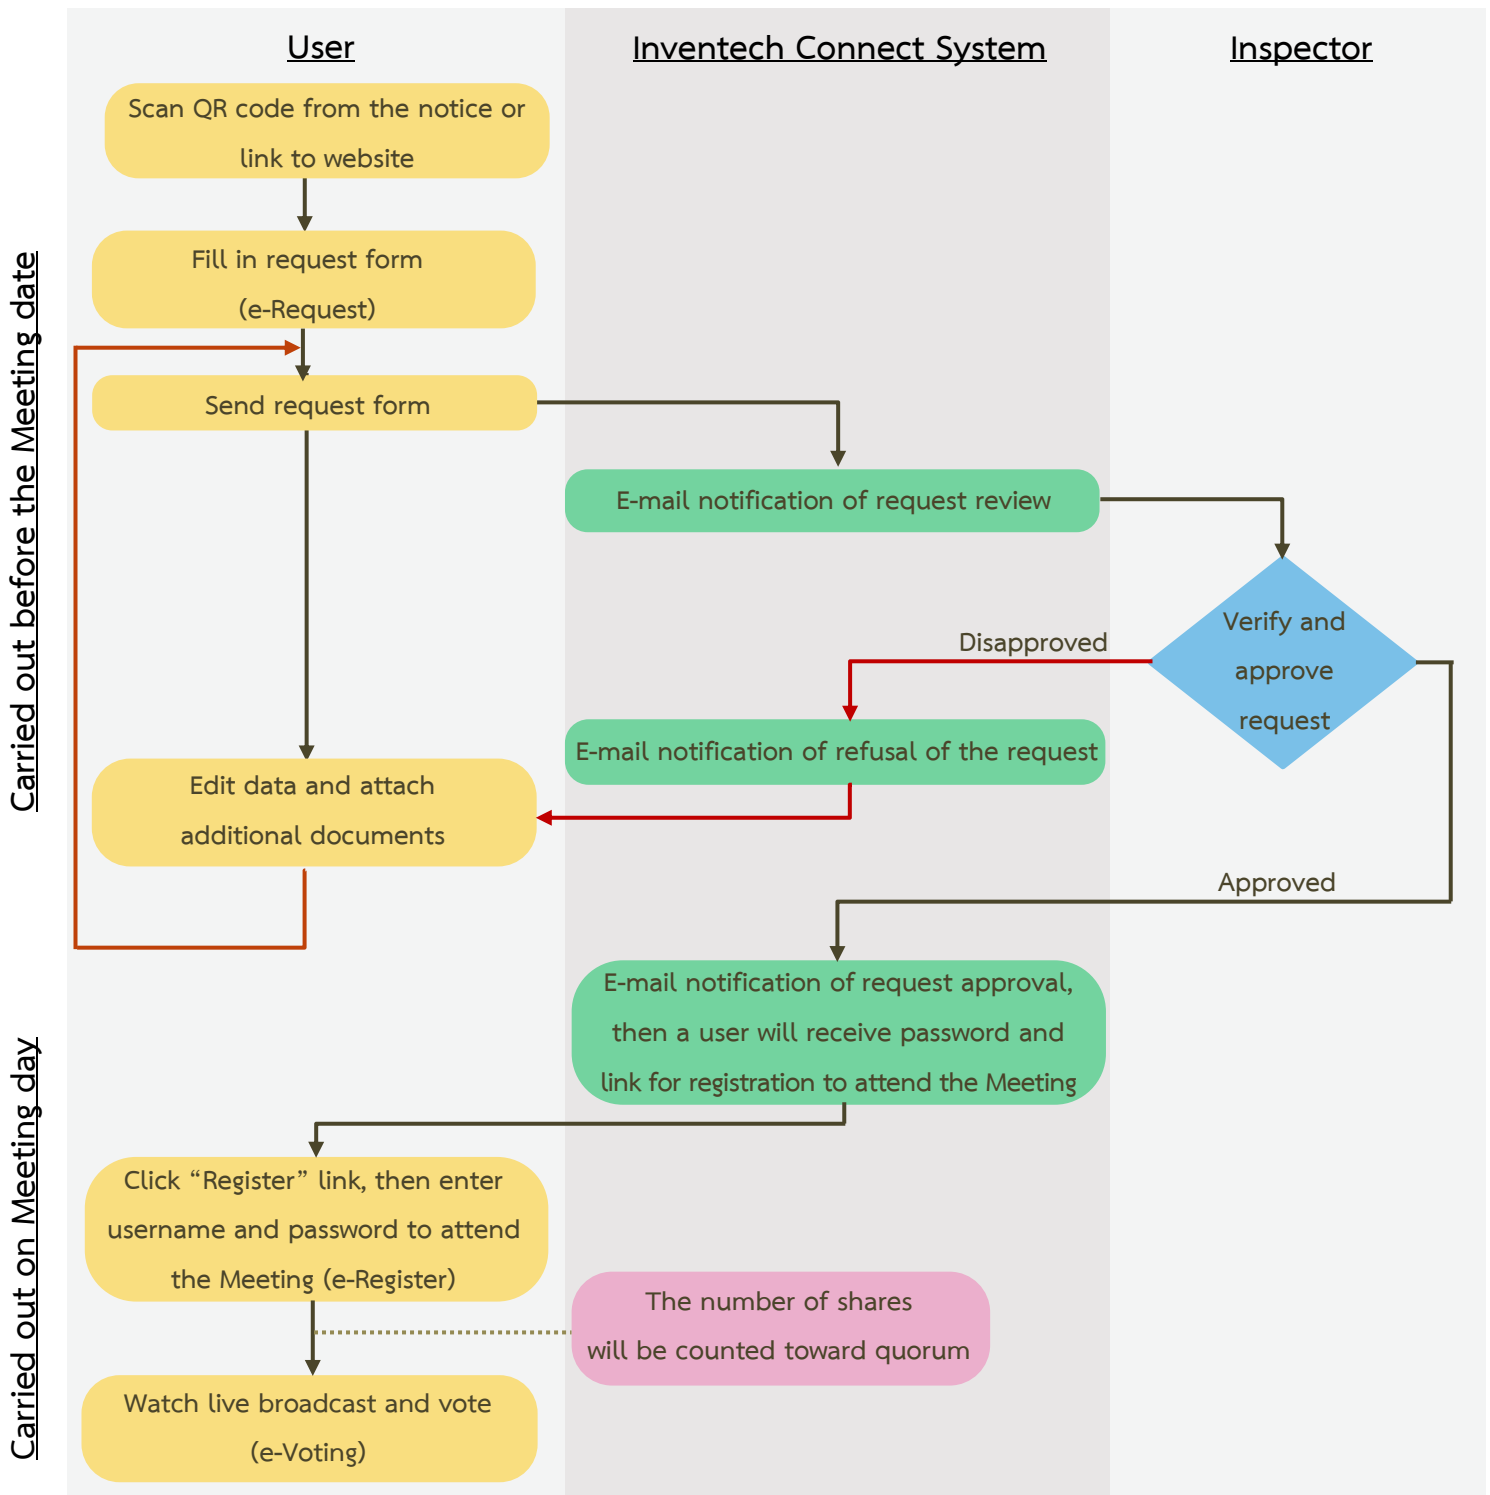 User
Inventech Connect System
Inspector
Carried out before the Meeting date
Scan QR code from the notice or
link to website
Fill in request form
(e-Request)
Send request form
E-mail notification of request review
Verify and
approve
request
Disapproved
E-mail notification of refusal of the request
Edit data and attach
additional documents
Approved
E-mail notification of request approval,
then a user will receive password and
link for registration to attend the Meeting
Carried out on Meeting day
Click “Register” link, then enter
username and password to attend
the Meeting (e-Register)
The number of shares
will be counted toward quorum
Watch live broadcast and vote
(e-Voting)